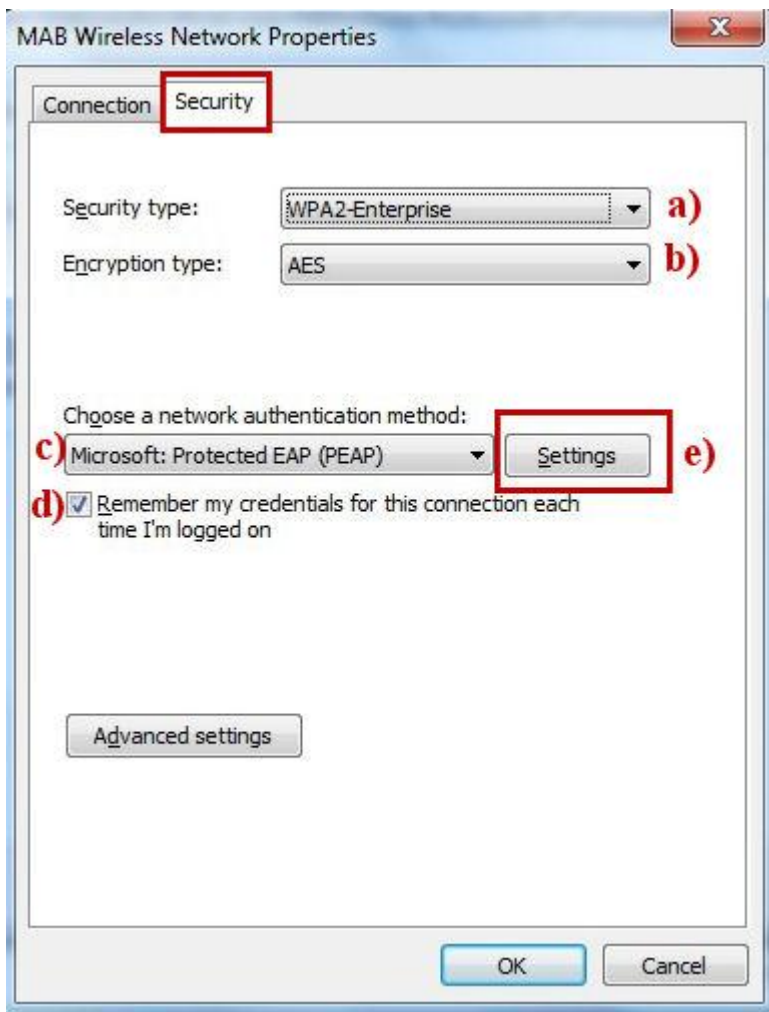 MAB Wireless Network Properties
X
Connection Security
Security type: WPA2-Enterprise a)
Encryption type: AES b)
Choose a network authentication method:
c) Microsoft: Protected EAP (PEAP) Settings e)
d) Remember my credentials for this connection each
time I'm logged on
Advanced settings
OK Cancel